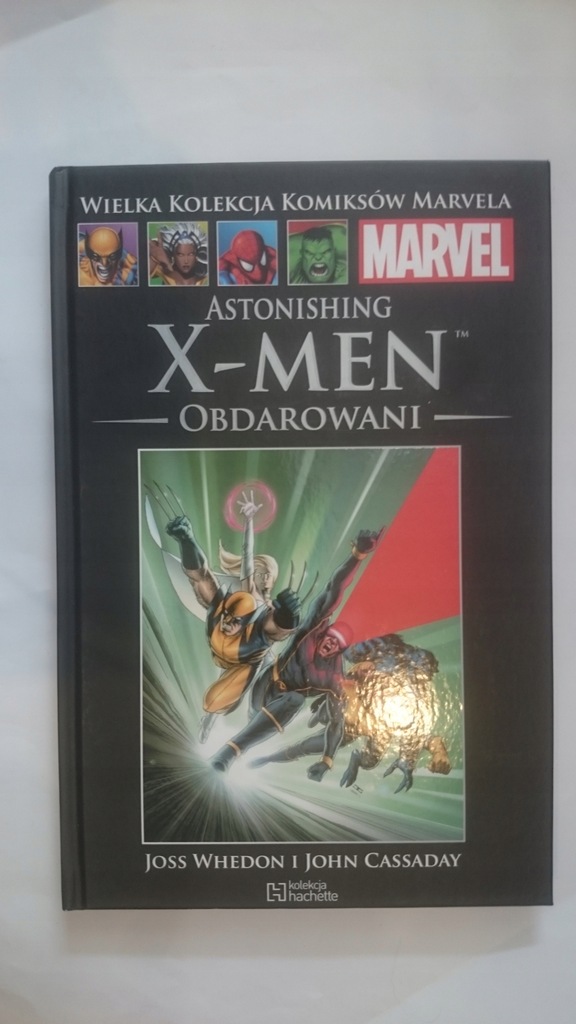 WIELKA KOLEKCJA KOMIKSÓW MARVELA
MARVEL
ASTONISHING
X-MEN™
OBDAROWANI
JOSS WHEDON I JOHN CASSADAY
H kolekcja
hachette